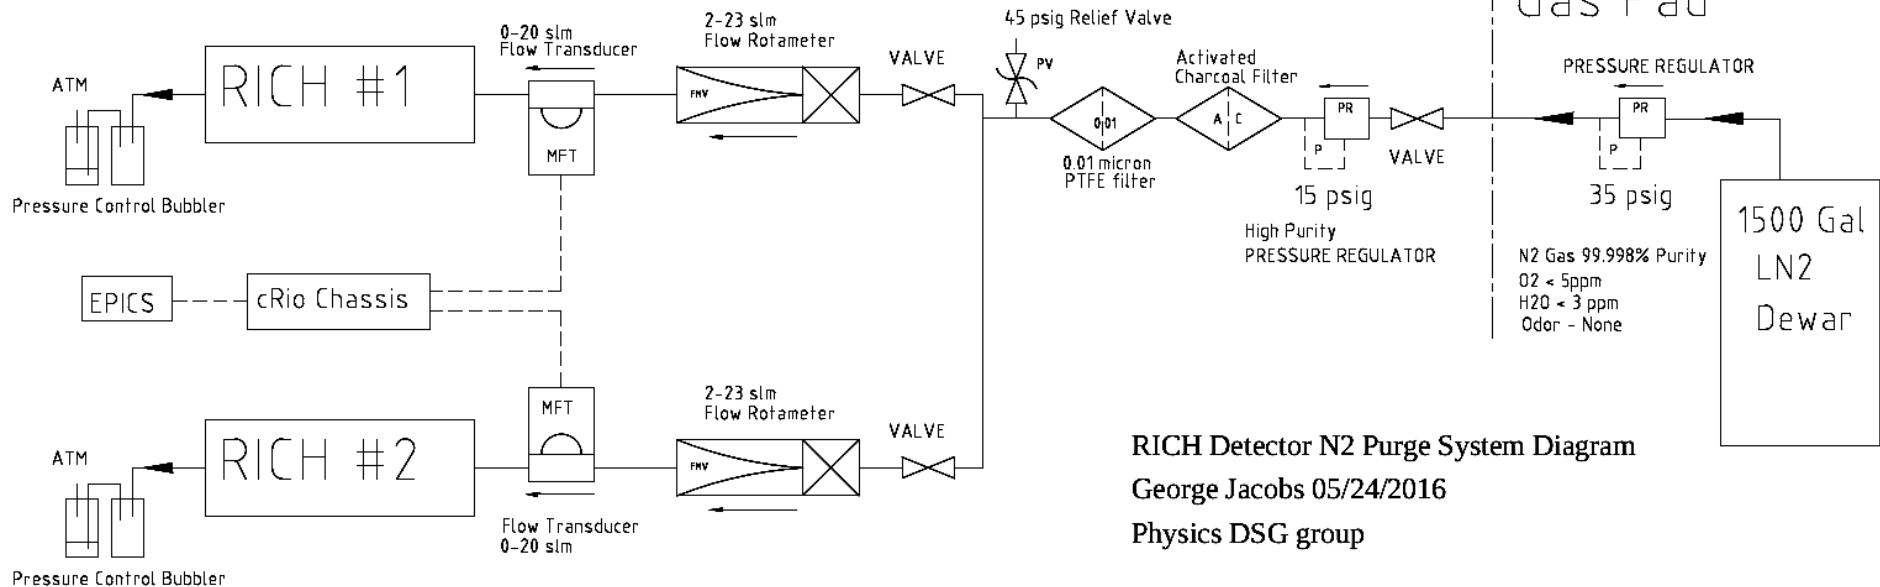 Gas Pad
45 psig Relief Valve
PV
2-23 slm
Flow Rotameter
0-20 slm
Flow Transducer
VALVE
Activated
Charcoal Filter
PRESSURE REGULATOR
ATM
RICH #1
FMV
MFT
0.01
A C
PR
P
VALVE
PR
P
0.01 micron
PTFE filter
15 psig
35 psig
Pressure Control Bubbler
High Purity
PRESSURE REGULATOR
1500 Gal
LN2
Dewar
N2 Gas 99.998% Purity
O2 < 5ppm
H2O < 3 ppm
Odor - None
EPICS
cRio Chassis
2-23 slm
Flow Rotameter
MFT
VALVE
ATM
RICH #2
FMV
Flow Transducer
0-20 slm
Pressure Control Bubbler
RICH Detector N2 Purge System Diagram
George Jacobs 05/24/2016
Physics DSG group